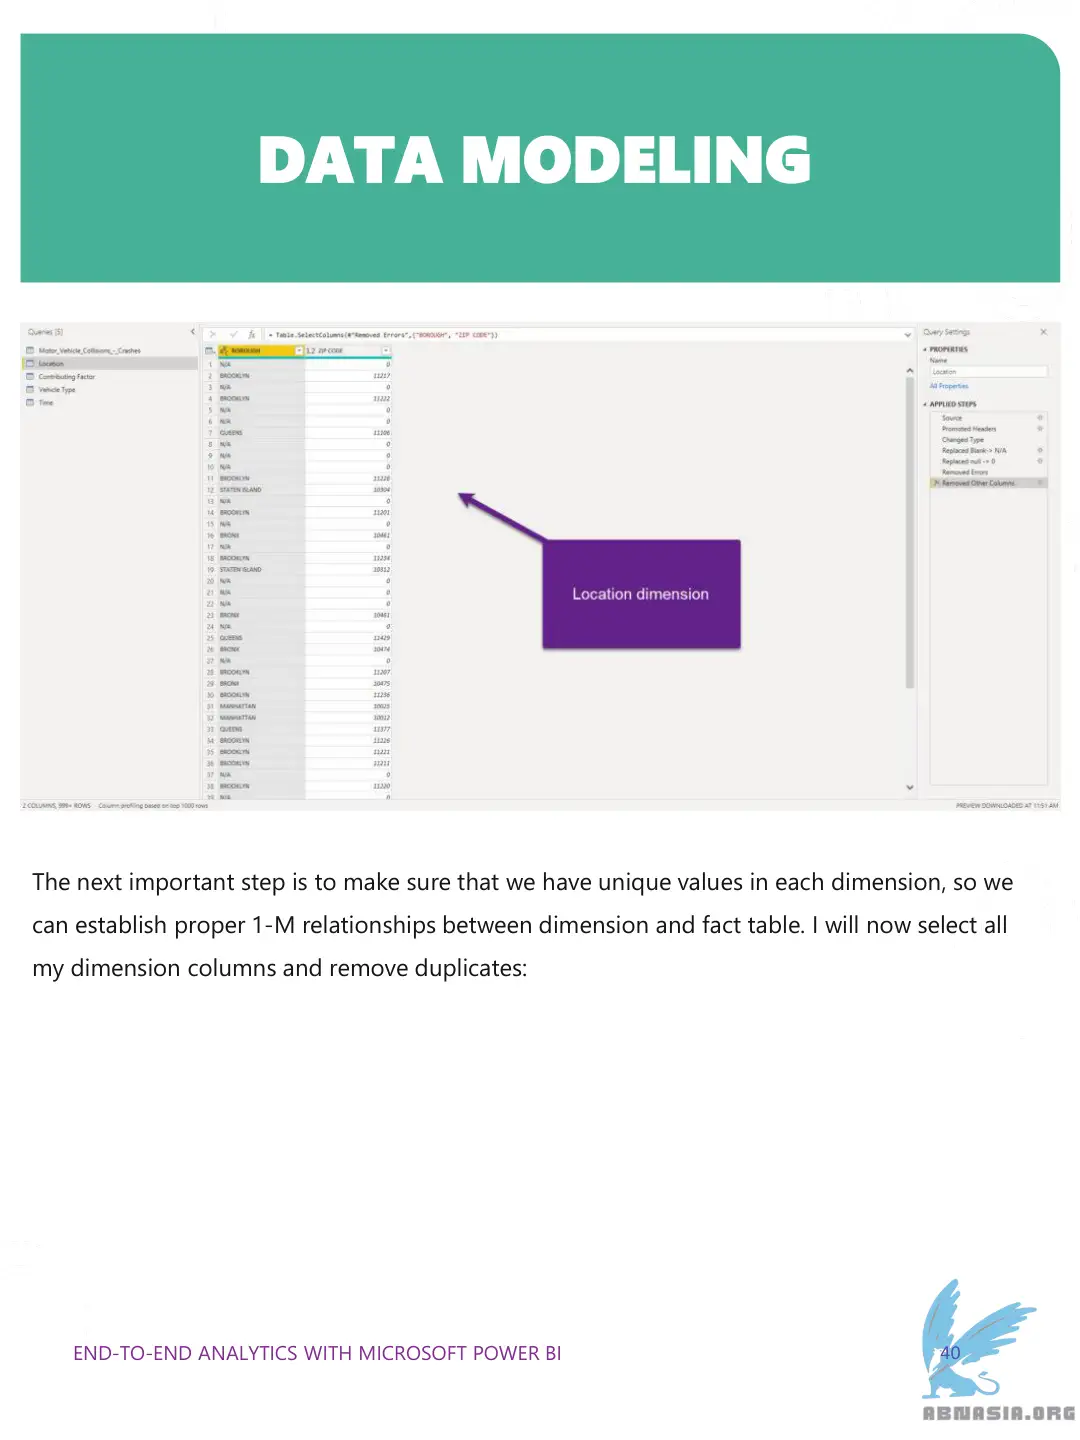 DATA MODELING
Queries [5]
Motor_Vehicle_Collisions_-_Crashes
Location
Contributing Factor
Vehicle Type
Time
= Table.SelectColumns(#"Removed Errors",{"BOROUGH", "ZIP CODE"})
BOROUGH 1.2 ZIP CODE
1 N/A 0
2 BROOKLYN 11217
3 N/A 0
4 BROOKLYN 11222
5 N/A 0
6 N/A 0
7 QUEENS 11106
8 N/A 0
9 N/A 0
10 N/A 0
11 BROOKLYN 11228
12 STATEN ISLAND 10304
13 N/A 0
14 BROOKLYN 11201
15 N/A 0
16 BRONX 10461
17 N/A 0
18 BROOKLYN 11234
19 STATEN ISLAND 10312
20 N/A 0
21 N/A 0
22 N/A 0
23 BRONX 10461
24 N/A 0
25 QUEENS 11429
26 BRONX 10474
27 N/A 0
28 BROOKLYN 11207
29 BRONX 10475
30 BROOKLYN 11236
31 MANHATTAN 10025
32 MANHATTAN 10012
33 QUEENS 11377
34 BROOKLYN 11226
35 BROOKLYN 11221
36 BROOKLYN 11211
37 N/A 0
38 BROOKLYN 11220
39 N/A 0
2 COLUMNS, 999+ ROWS Column profiling based on top 1000 rows
Query Settings
PROPERTIES
Name
Location
All Properties
APPLIED STEPS
Source
Promoted Headers
Changed Type
Replaced Blank-> N/A
Replaced null -> 0
Removed Errors
Removed Other Columns
PREVIEW DOWNLOADED AT 11:51 AM
Location dimension
The next important step is to make sure that we have unique values in each dimension, so we
can establish proper 1-M relationships between dimension and fact table. I will now select all
my dimension columns and remove duplicates:
END-TO-END ANALYTICS WITH MICROSOFT POWER BI
40
ABNASIA.ORG